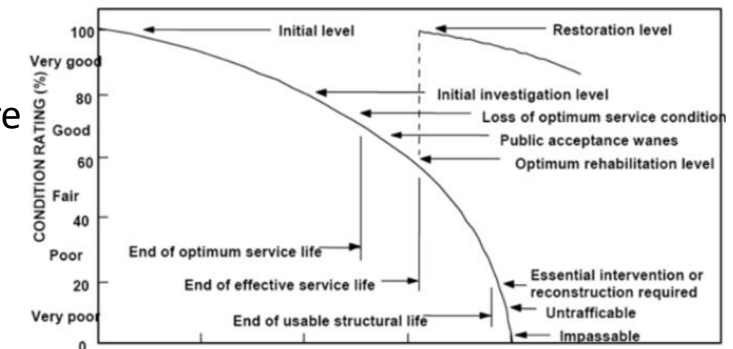 100
Very good
80
Good
60
Fair
40
Poor
20
Very poor
0
CONDITION RATING (%)
re
Initial level
Restoration level
Initial investigation level
Loss of optimum service condition
Public acceptance wanes
Optimum rehabilitation level
End of optimum service life
End of effective service life
End of usable structural life
Essential intervention or
reconstruction required
Untrafficable
Impassable